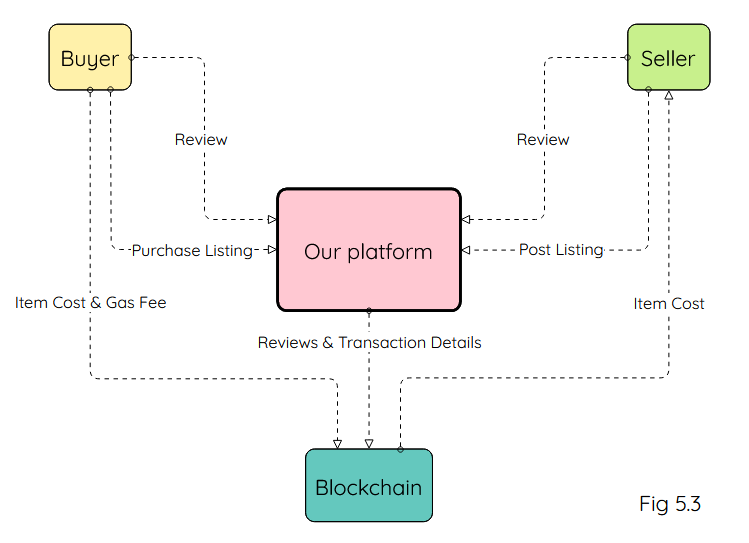 Buyer
Seller
Review
Review
Our platform
Purchase Listing
Post Listing
Item Cost & Gas Fee
Item Cost
Reviews & Transaction Details
Blockchain
Fig 5.3